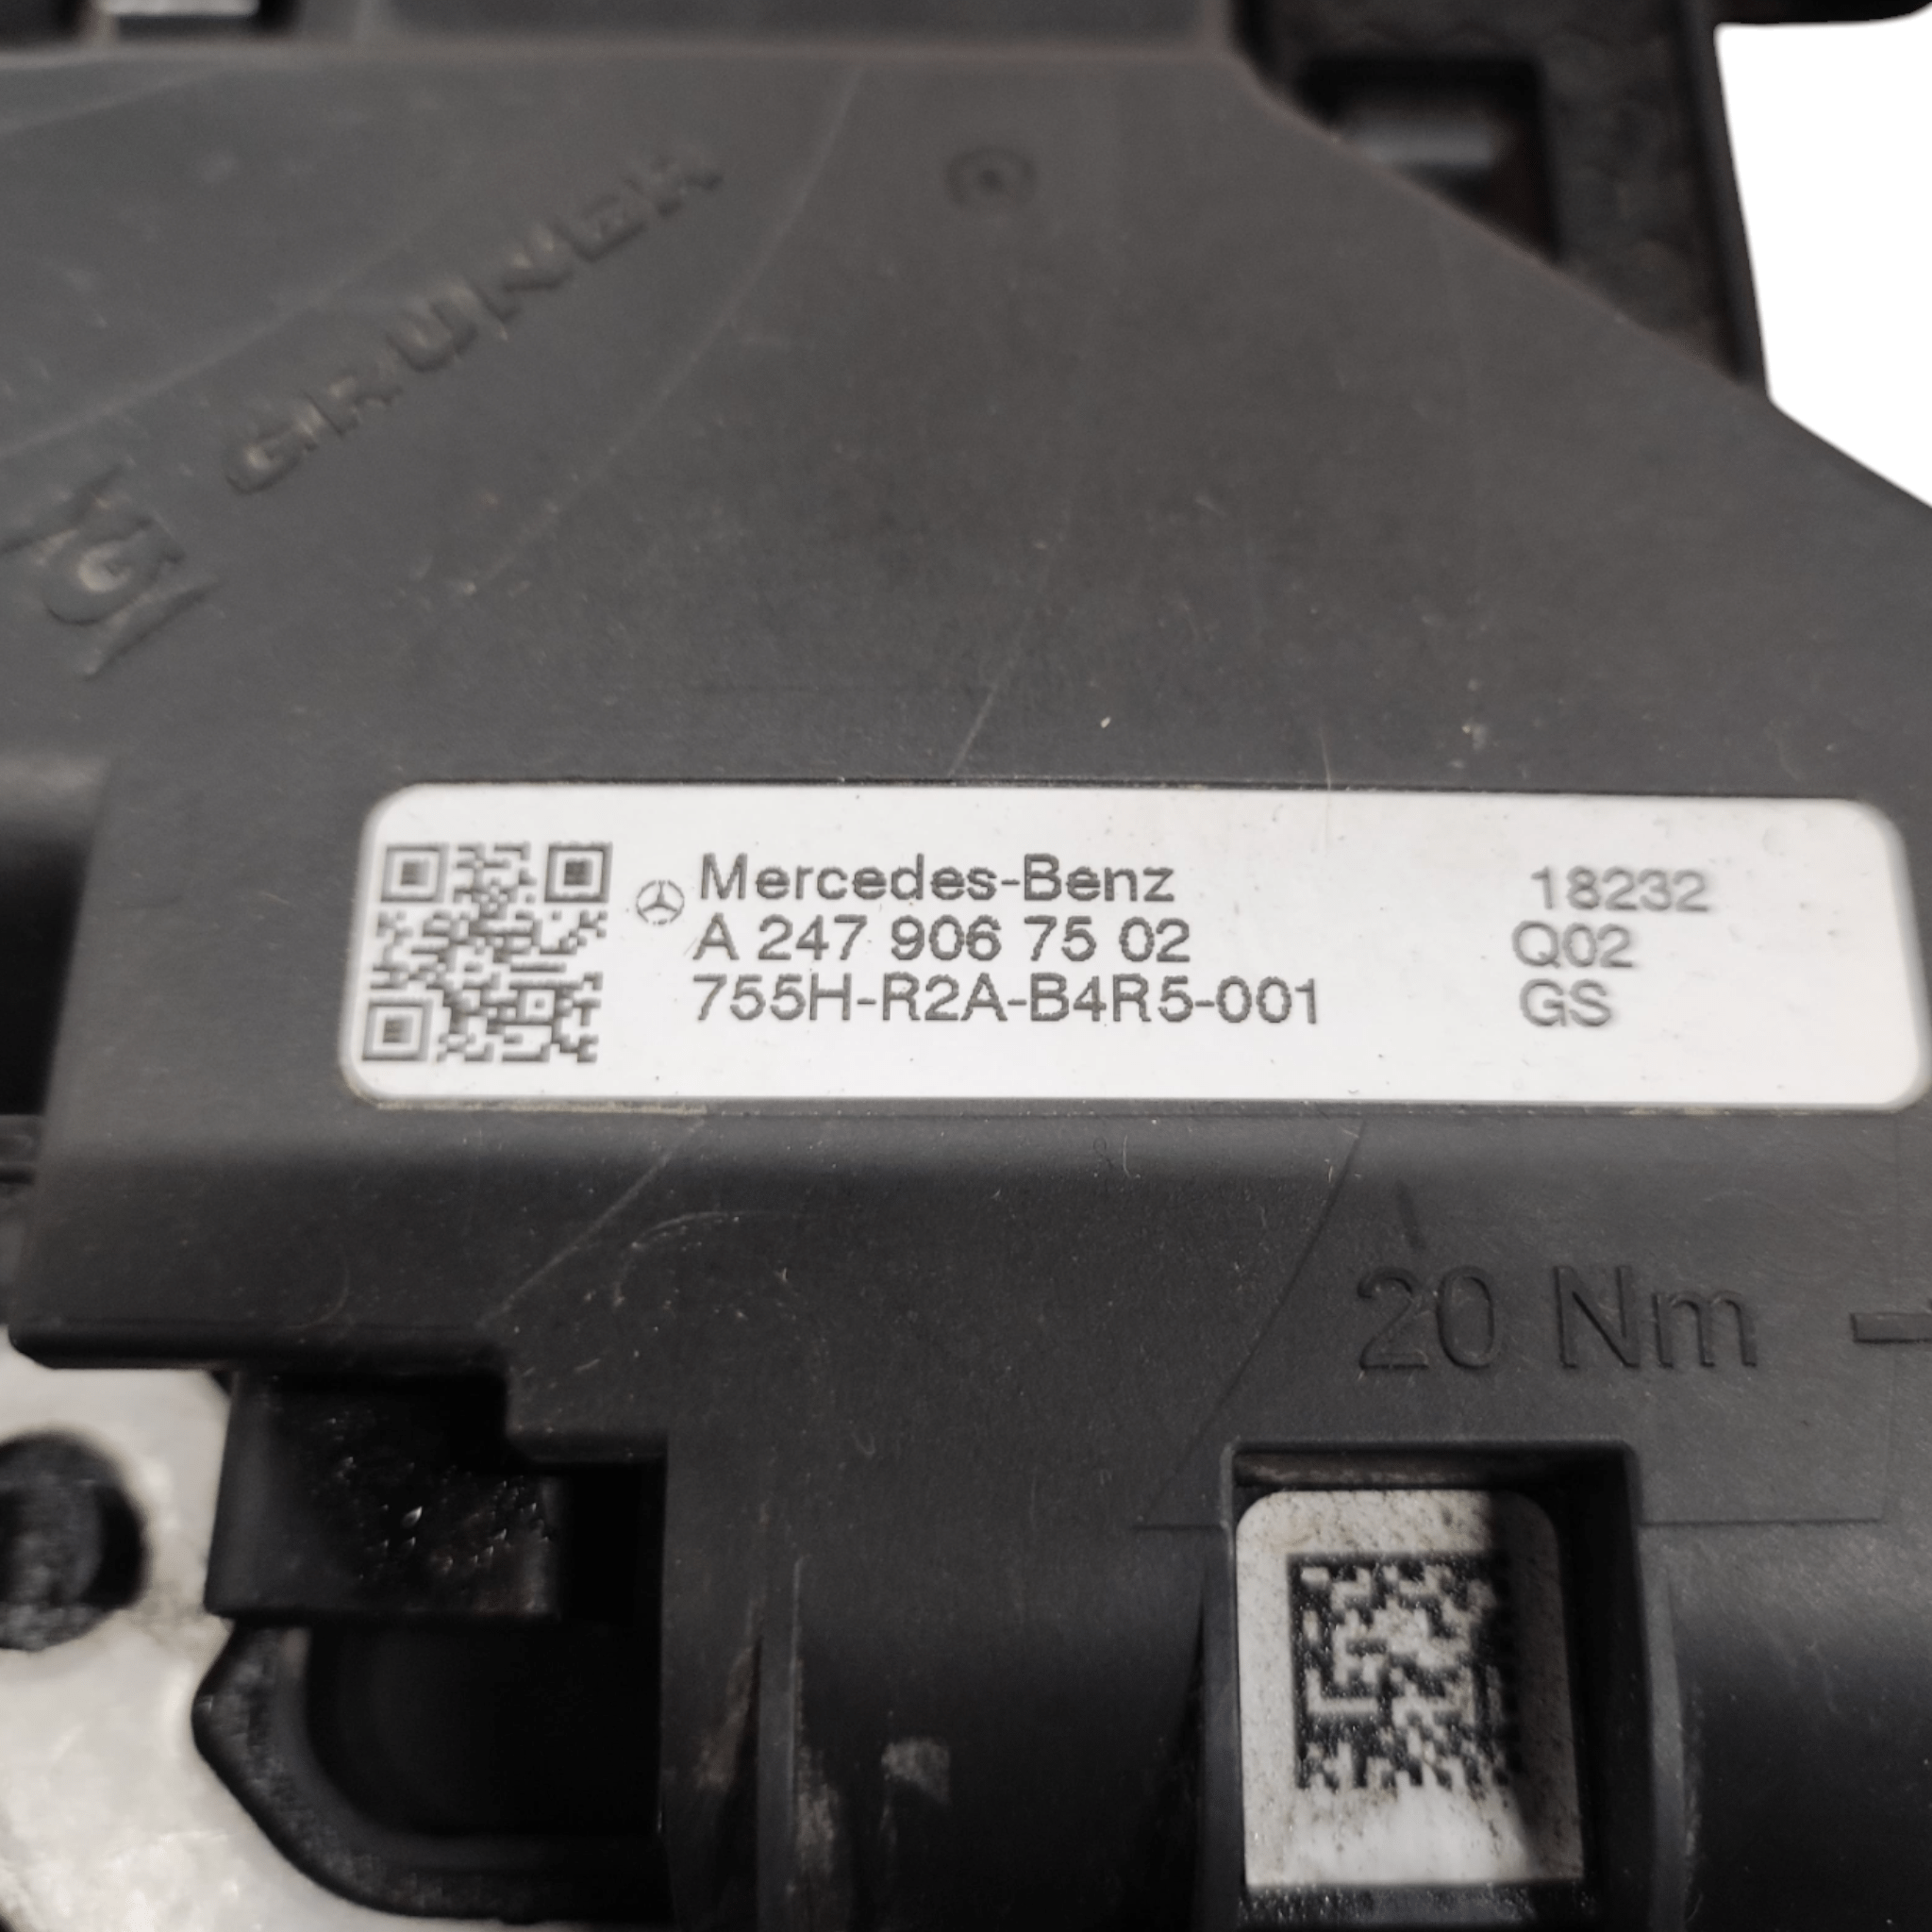 GRUNER
G
Mercedes-Benz
A 247 906 75 02
755H-R2A-B4R5-001
18232
Q02
GS
20 Nm